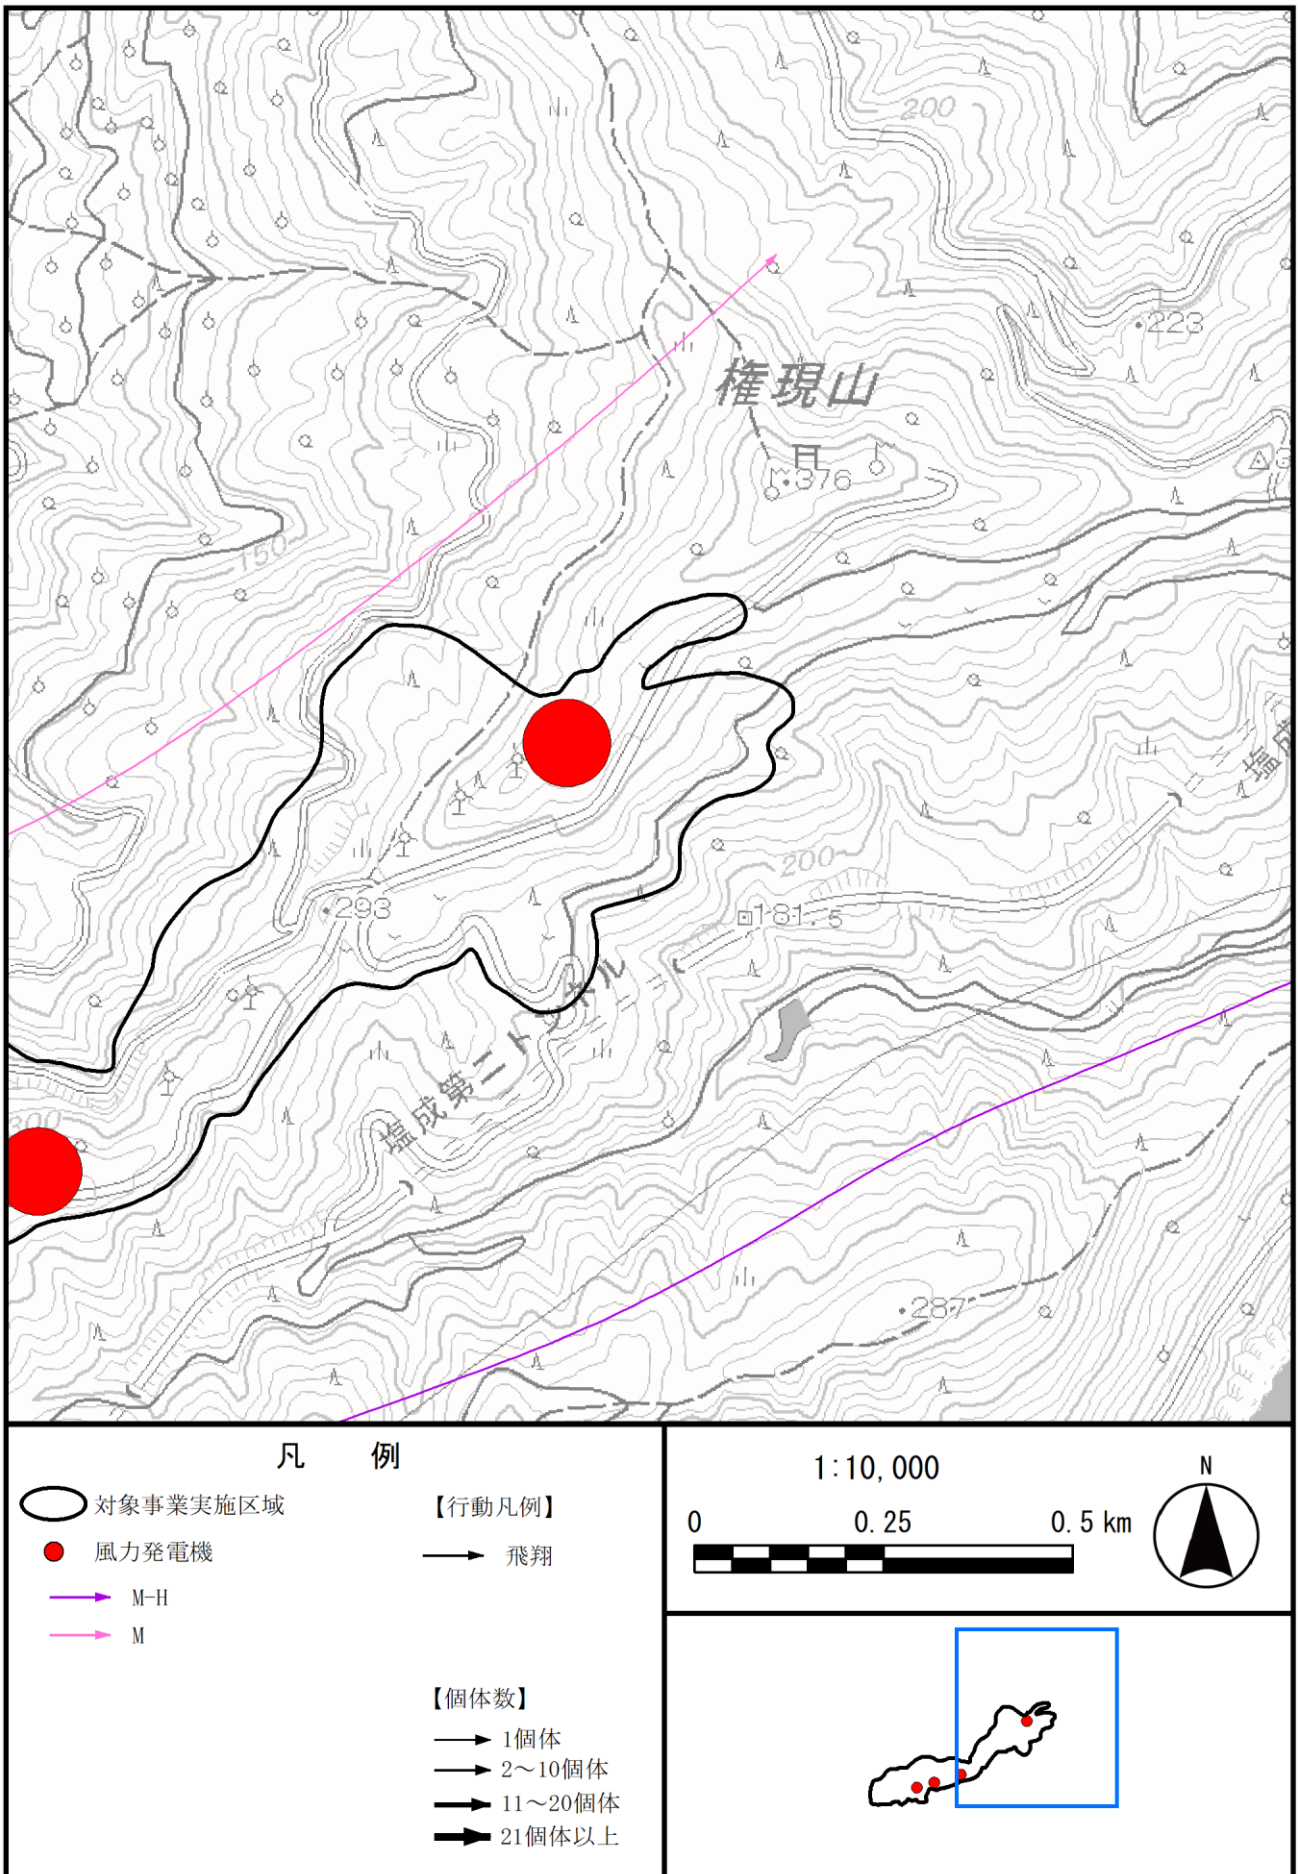 200
223
権現山
376
3
150
塩成
200
293
181.5
塩成第二トンネル
300
287
凡　例
対象事業実施区域
【行動凡例】
風力発電機
飛翔
M-H
M
【個体数】
1個体
2～10個体
11～20個体
21個体以上
1:10,000
0 0.25 0.5 km
N